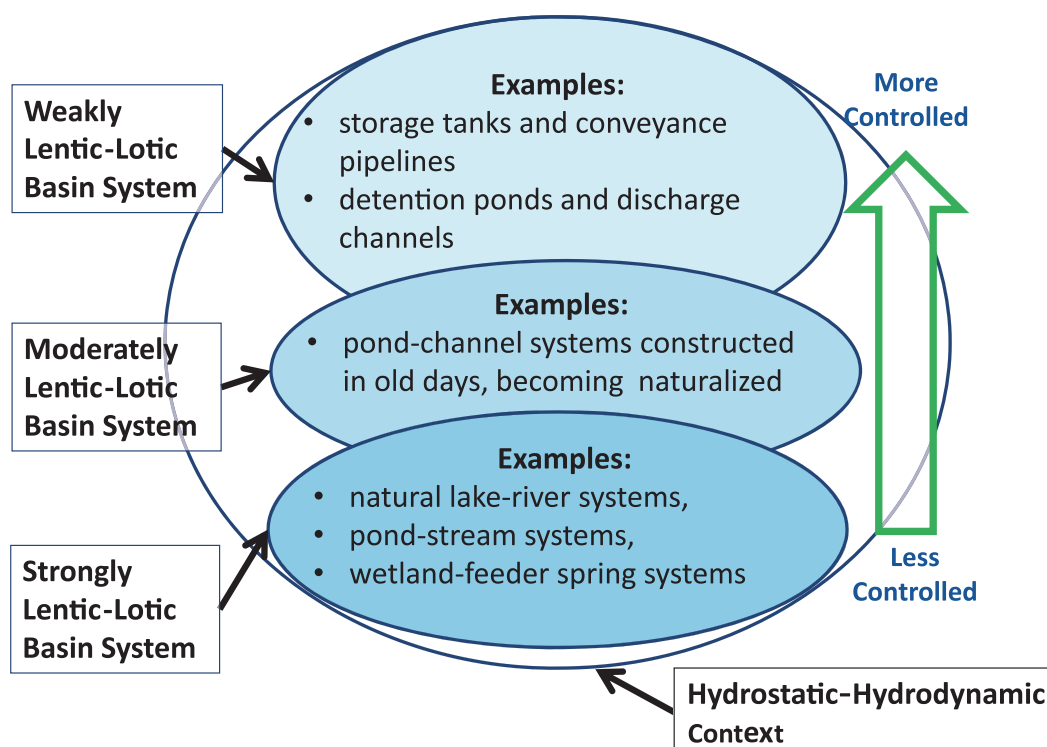 Weakly
Lentic-Lotic
Basin System
Examples:
• storage tanks and conveyance
pipelines
• detention ponds and discharge
channels
More
Controlled
Moderately
Lentic-Lotic
Basin System
Examples:
• pond-channel systems constructed
in old days, becoming naturalized
Strongly
Lentic-Lotic
Basin System
Examples:
• natural lake-river systems,
• pond-stream systems,
• wetland-feeder spring systems
Less
Controlled
Hydrostatic-Hydrodynamic
Context